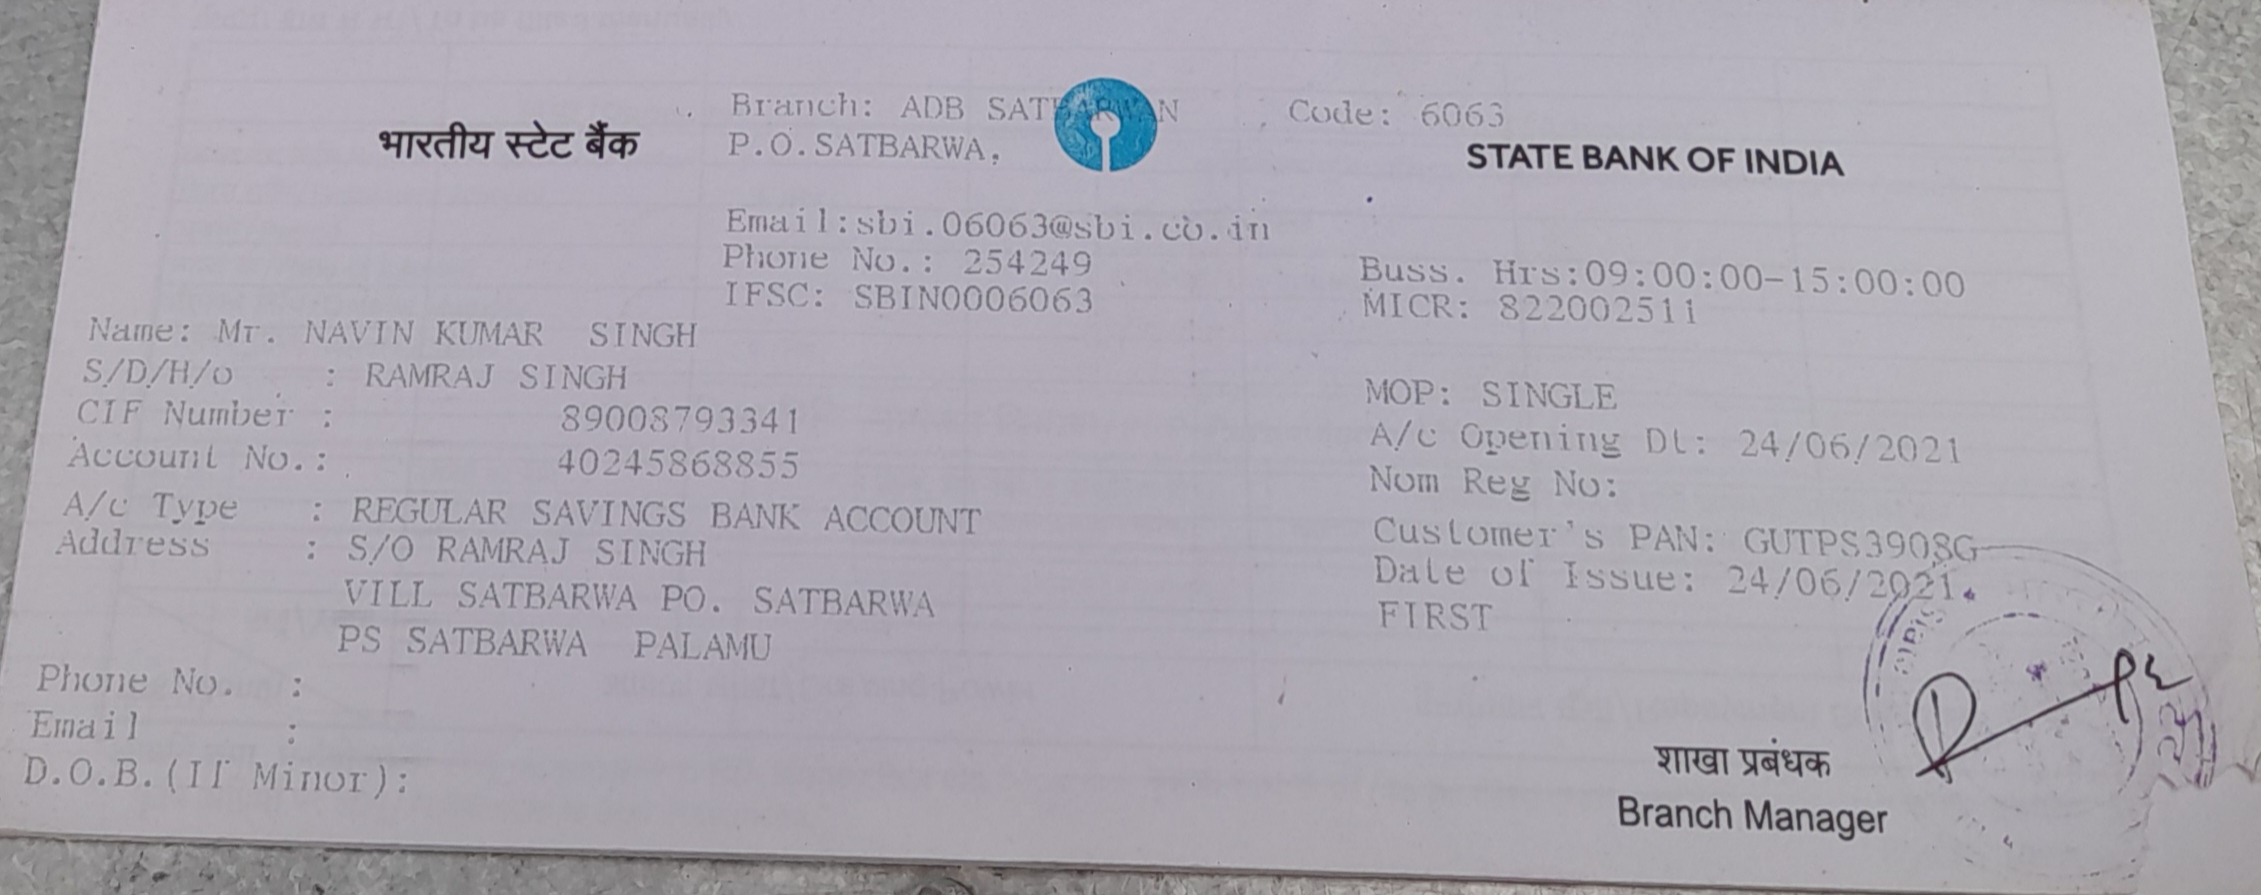 Branch: ADB SATBARWAN Code: 6063
भारतीय स्टेट बैंक P.O.SATBARWA, STATE BANK OF INDIA
Email:sbi.06063@sbi.co.in
Phone No.: 254249 Buss. Hrs:09:00:00-15:00:00
IFSC: SBIN0006063 MICR: 822002511
Name: Mr. NAVIN KUMAR SINGH
S/D/H/o : RAMRAJ SINGH MOP: SINGLE
CIF Number : 89008793341 A/c Opening Dt: 24/06/2021
Account No.: 40245868855 Nom Reg No:
A/c Type : REGULAR SAVINGS BANK ACCOUNT Customer's PAN: GUTPS3908G
Address : S/O RAMRAJ SINGH Date of Issue: 24/06/2021
VILL SATBARWA PO. SATBARWA FIRST
PS SATBARWA PALAMU
Phone No. :
Email :
D.O.B.(If Minor):
शाखा प्रबंधक
Branch Manager